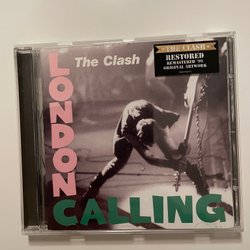 The Clash
LONDON
CALLING
THE CLASH
RESTORED
REMASTERED '99
ORIGINAL ARTWORK